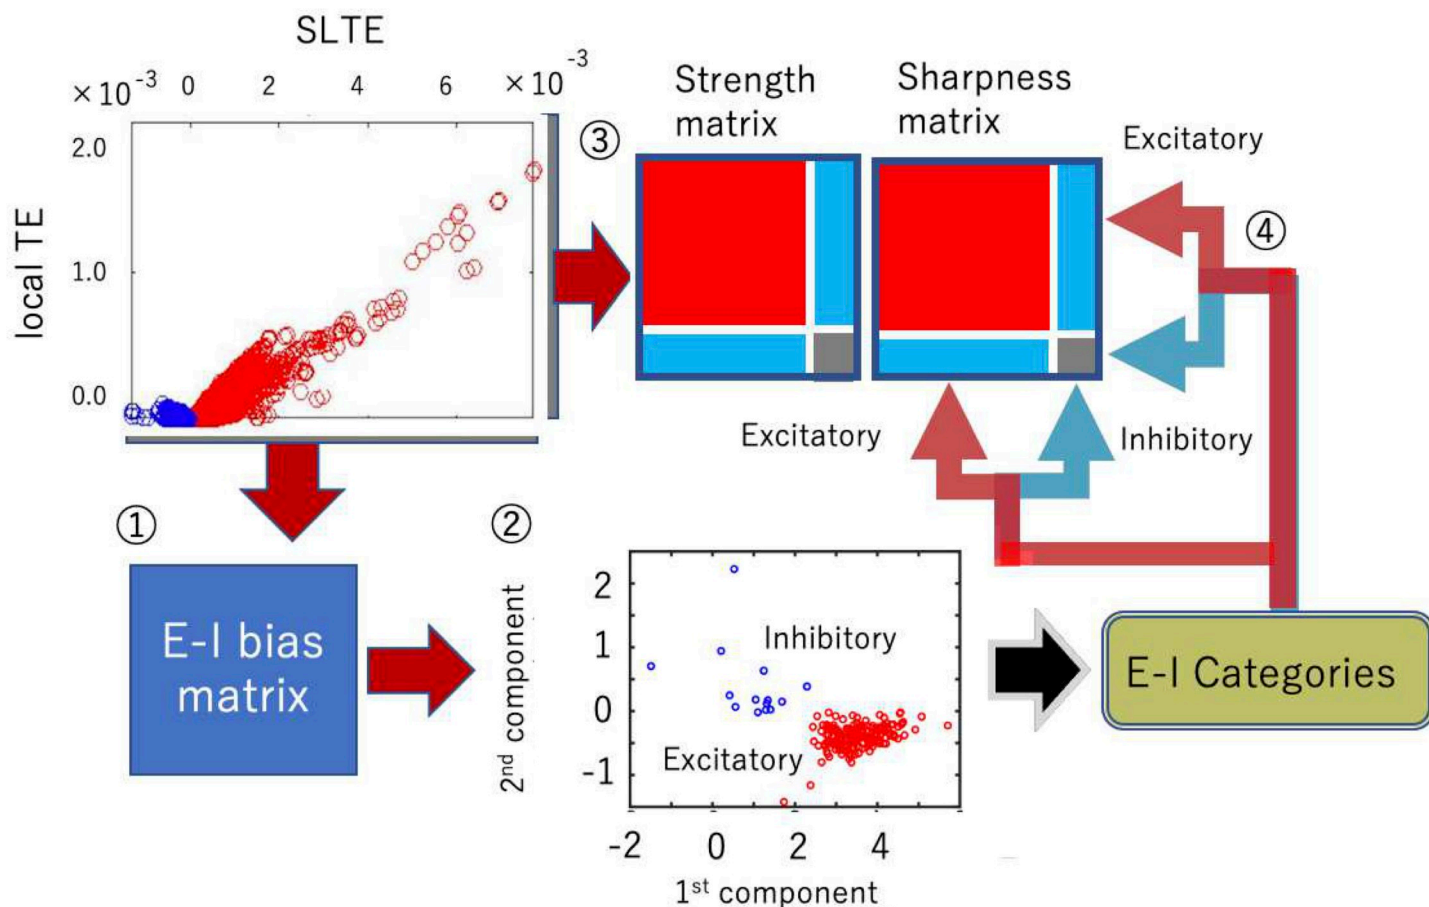 SLTE
×10⁻³ 0 2 4 6 ×10⁻³
2.0
1.0
0.0
local TE
③
Strength
matrix
Sharpness
matrix
Excitatory
④
Excitatory
Inhibitory
①
E-I bias
matrix
②
2nd component
2
1
0
-1
Inhibitory
Excitatory
-2 0 2 4
1st component
E-I Categories